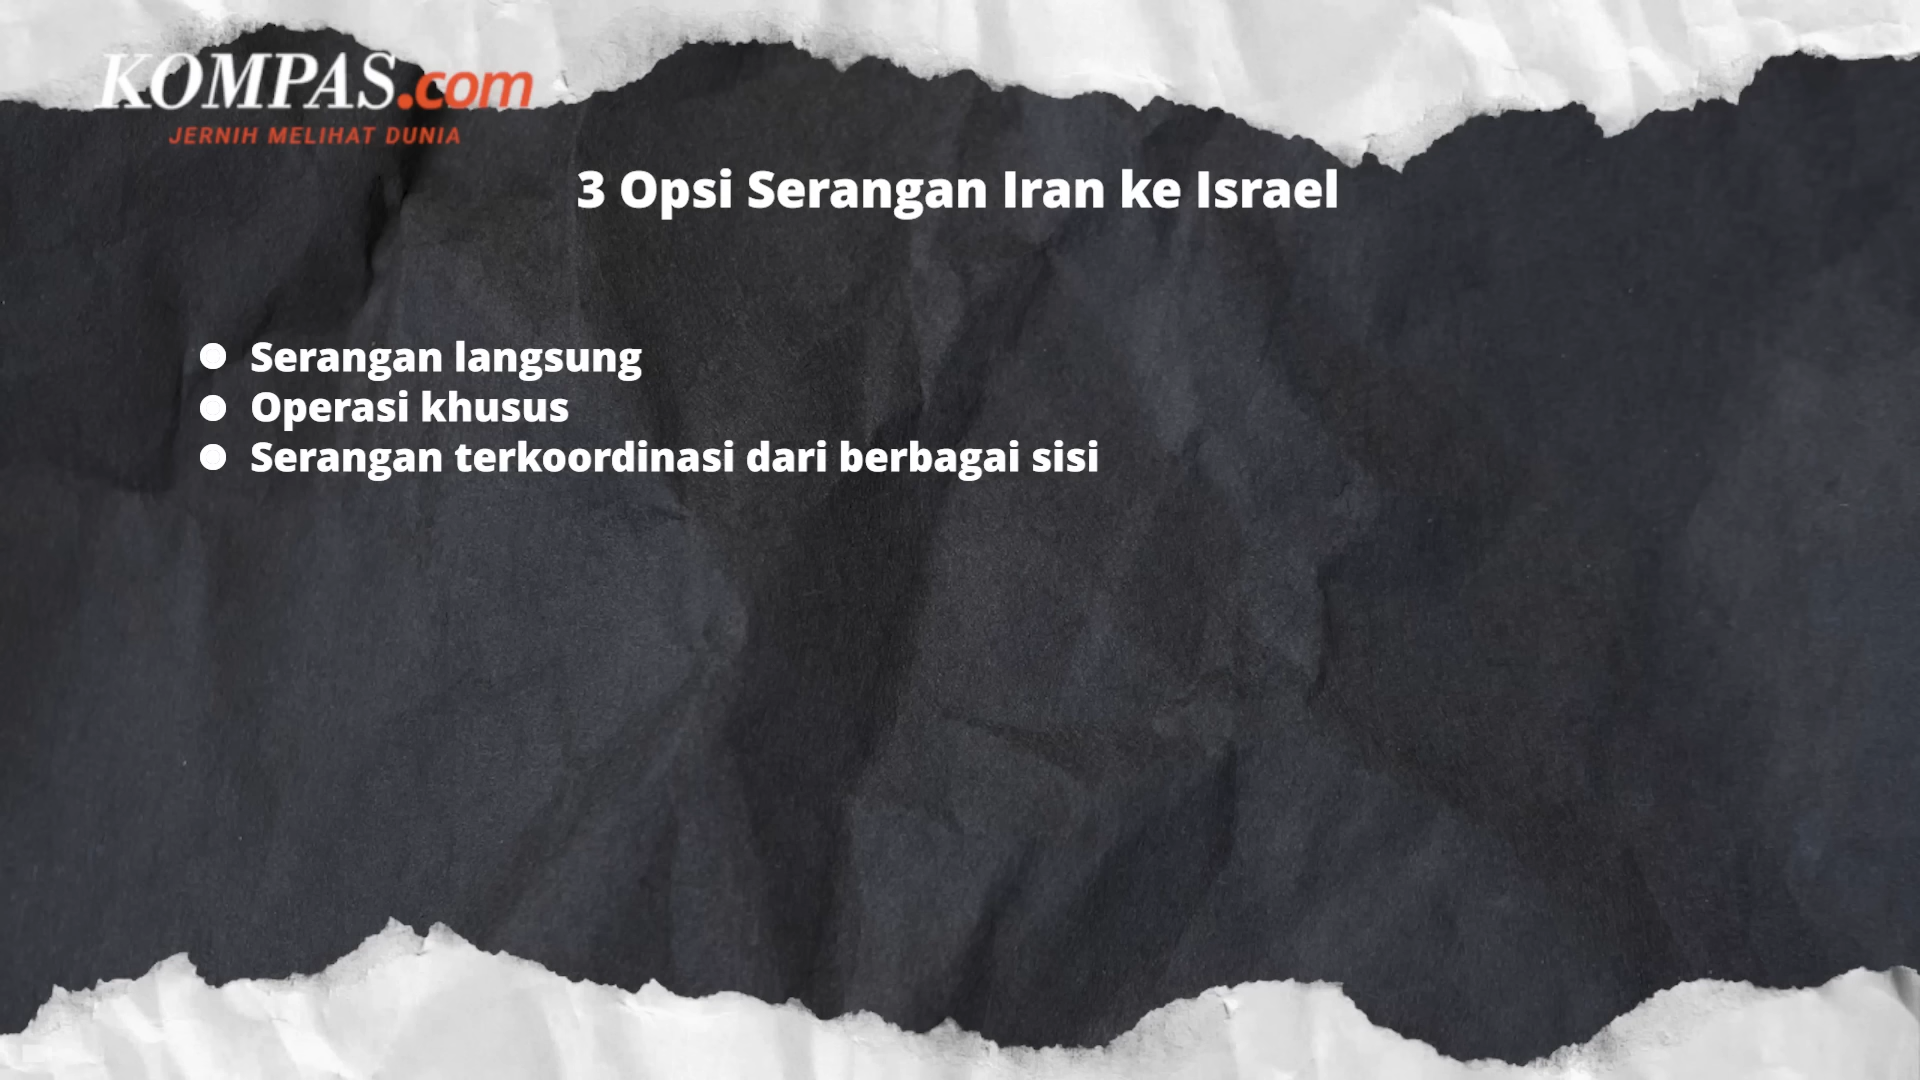 KOMPAS.com
JERNIH MELIHAT DUNIA
3 Opsi Serangan Iran ke Israel
● Serangan langsung
● Operasi khusus
● Serangan terkoordinasi dari berbagai sisi